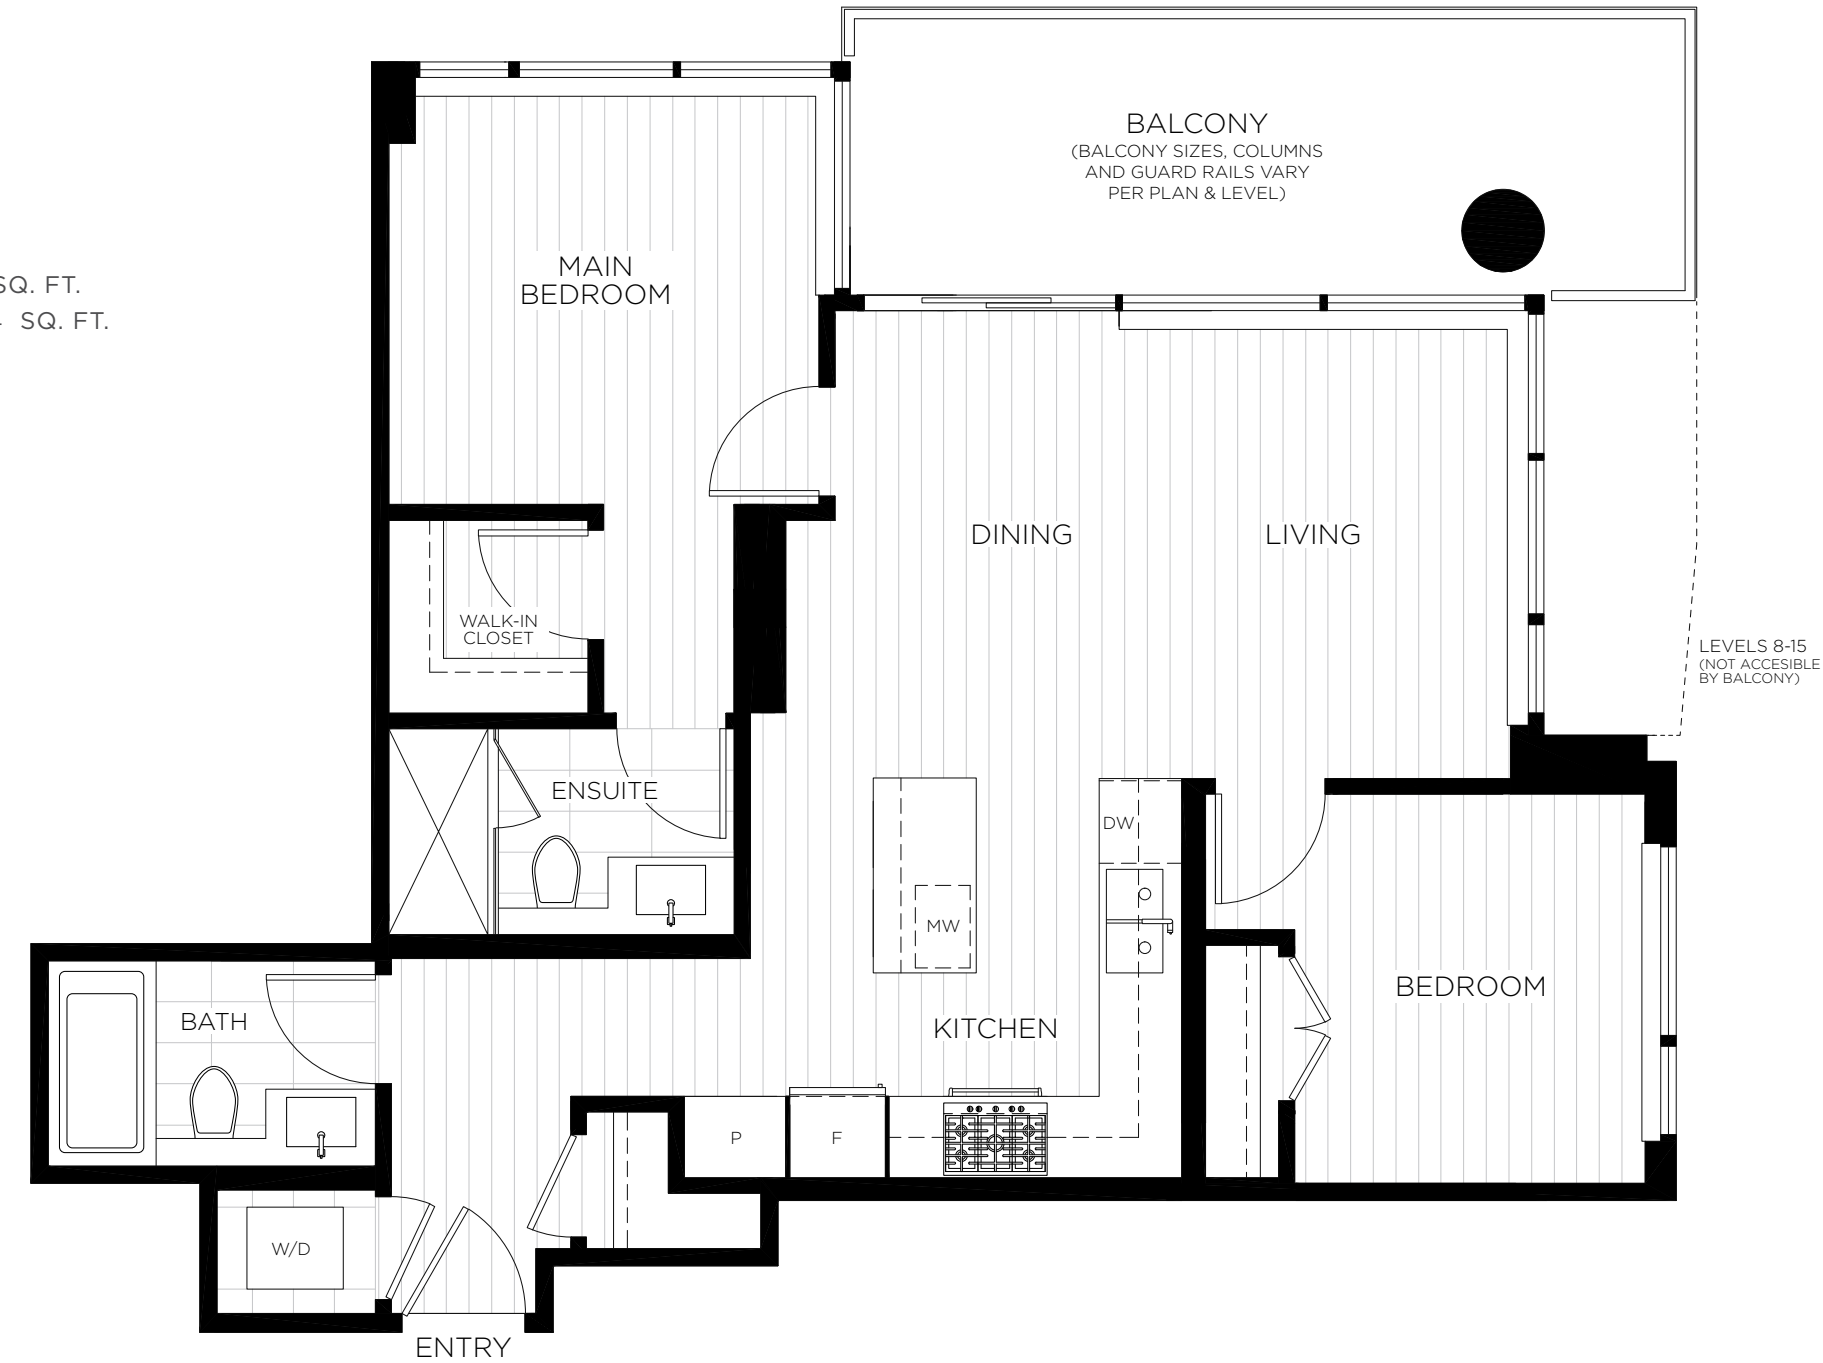 BALCONY
(BALCONY SIZES, COLUMNS
AND GUARD RAILS VARY
PER PLAN & LEVEL)
MAIN
BEDROOM
SQ. FT.
SQ. FT.
DINING
LIVING
WALK-IN
CLOSET
LEVELS 8-15
(NOT ACCESIBLE
BY BALCONY)
ENSUITE
DW
MW
BEDROOM
BATH
KITCHEN
P
F
W/D
ENTRY